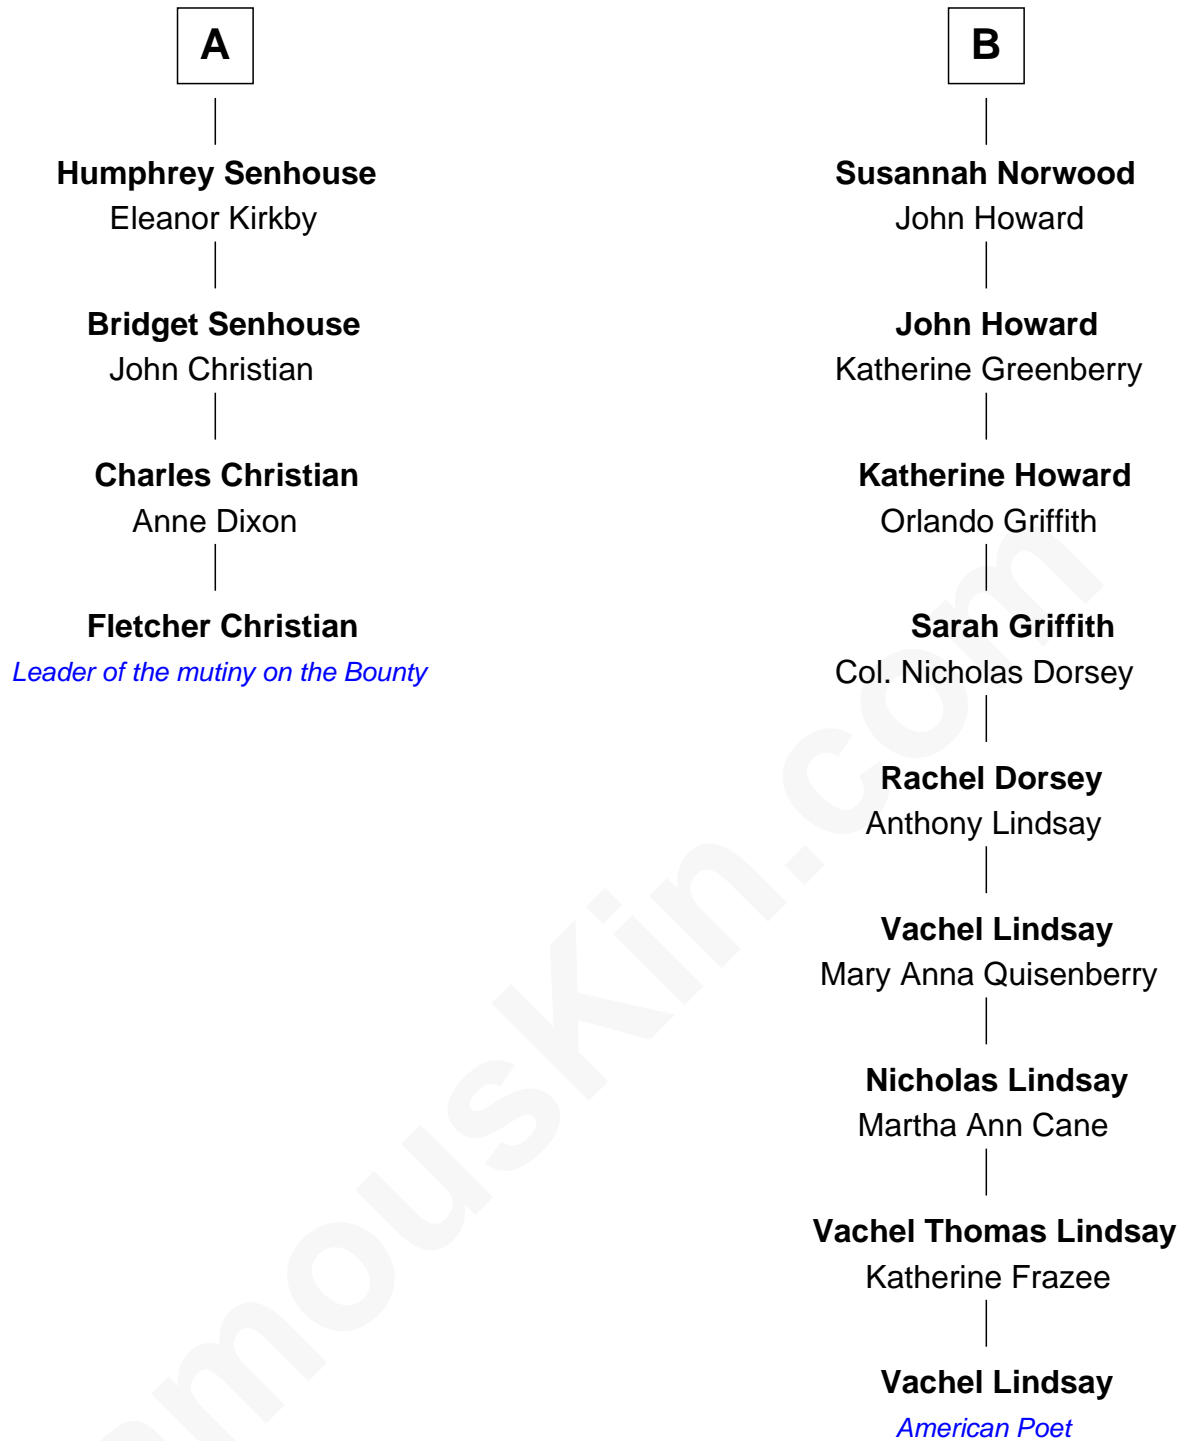 A
Humphrey Senhouse
Eleanor Kirkby
Bridget Senhouse
John Christian
Charles Christian
Anne Dixon
Fletcher Christian
Leader of the mutiny on the Bounty
B
Susannah Norwood
John Howard
John Howard
Katherine Greenberry
Katherine Howard
Orlando Griffith
Sarah Griffith
Col. Nicholas Dorsey
Rachel Dorsey
Anthony Lindsay
Vachel Lindsay
Mary Anna Quisenberry
Nicholas Lindsay
Martha Ann Cane
Vachel Thomas Lindsay
Katherine Frazee
Vachel Lindsay
American Poet
amouskin.com